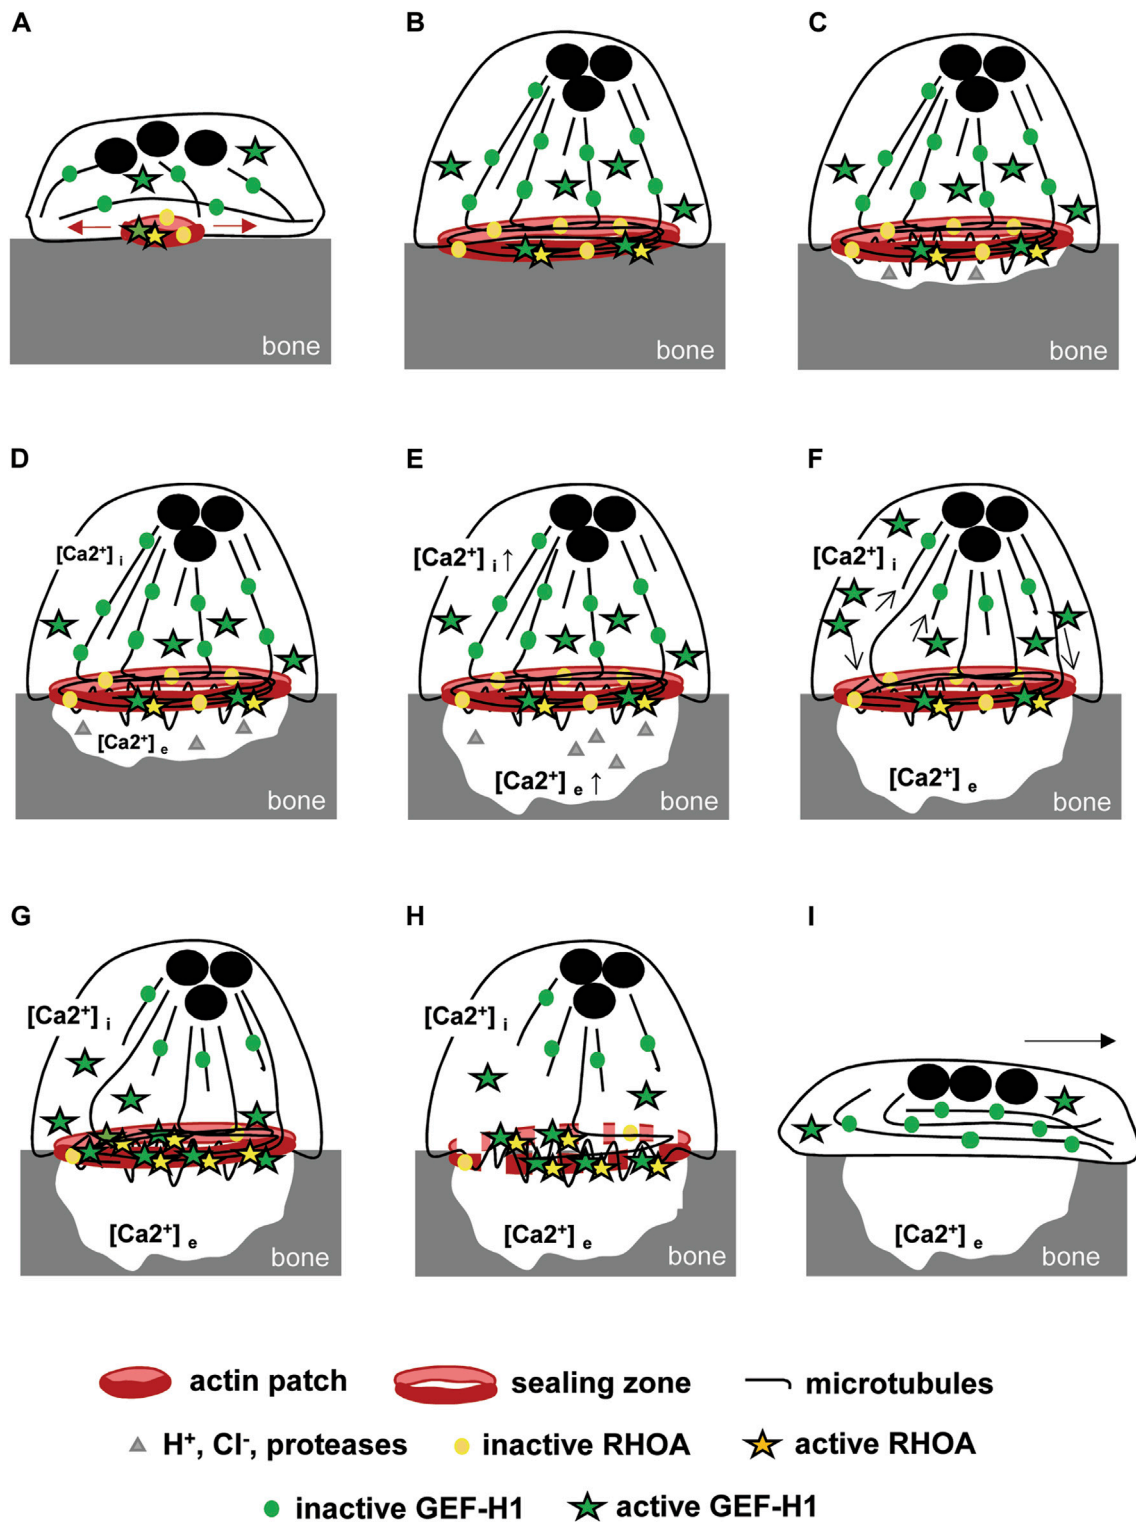 A
B
C
bone
bone
bone
D
E
F
[Ca2+] i
[Ca2+] i ↑
[Ca2+] i
[Ca2+] e
[Ca2+] e ↑
[Ca2+] e
bone
bone
bone
G
H
I
[Ca2+] i
[Ca2+] i
[Ca2+] e
[Ca2+] e
[Ca2+] e
bone
bone
bone
actin patch
sealing zone
microtubules
H+, Cl-, proteases
inactive RHOA
active RHOA
inactive GEF-H1
active GEF-H1